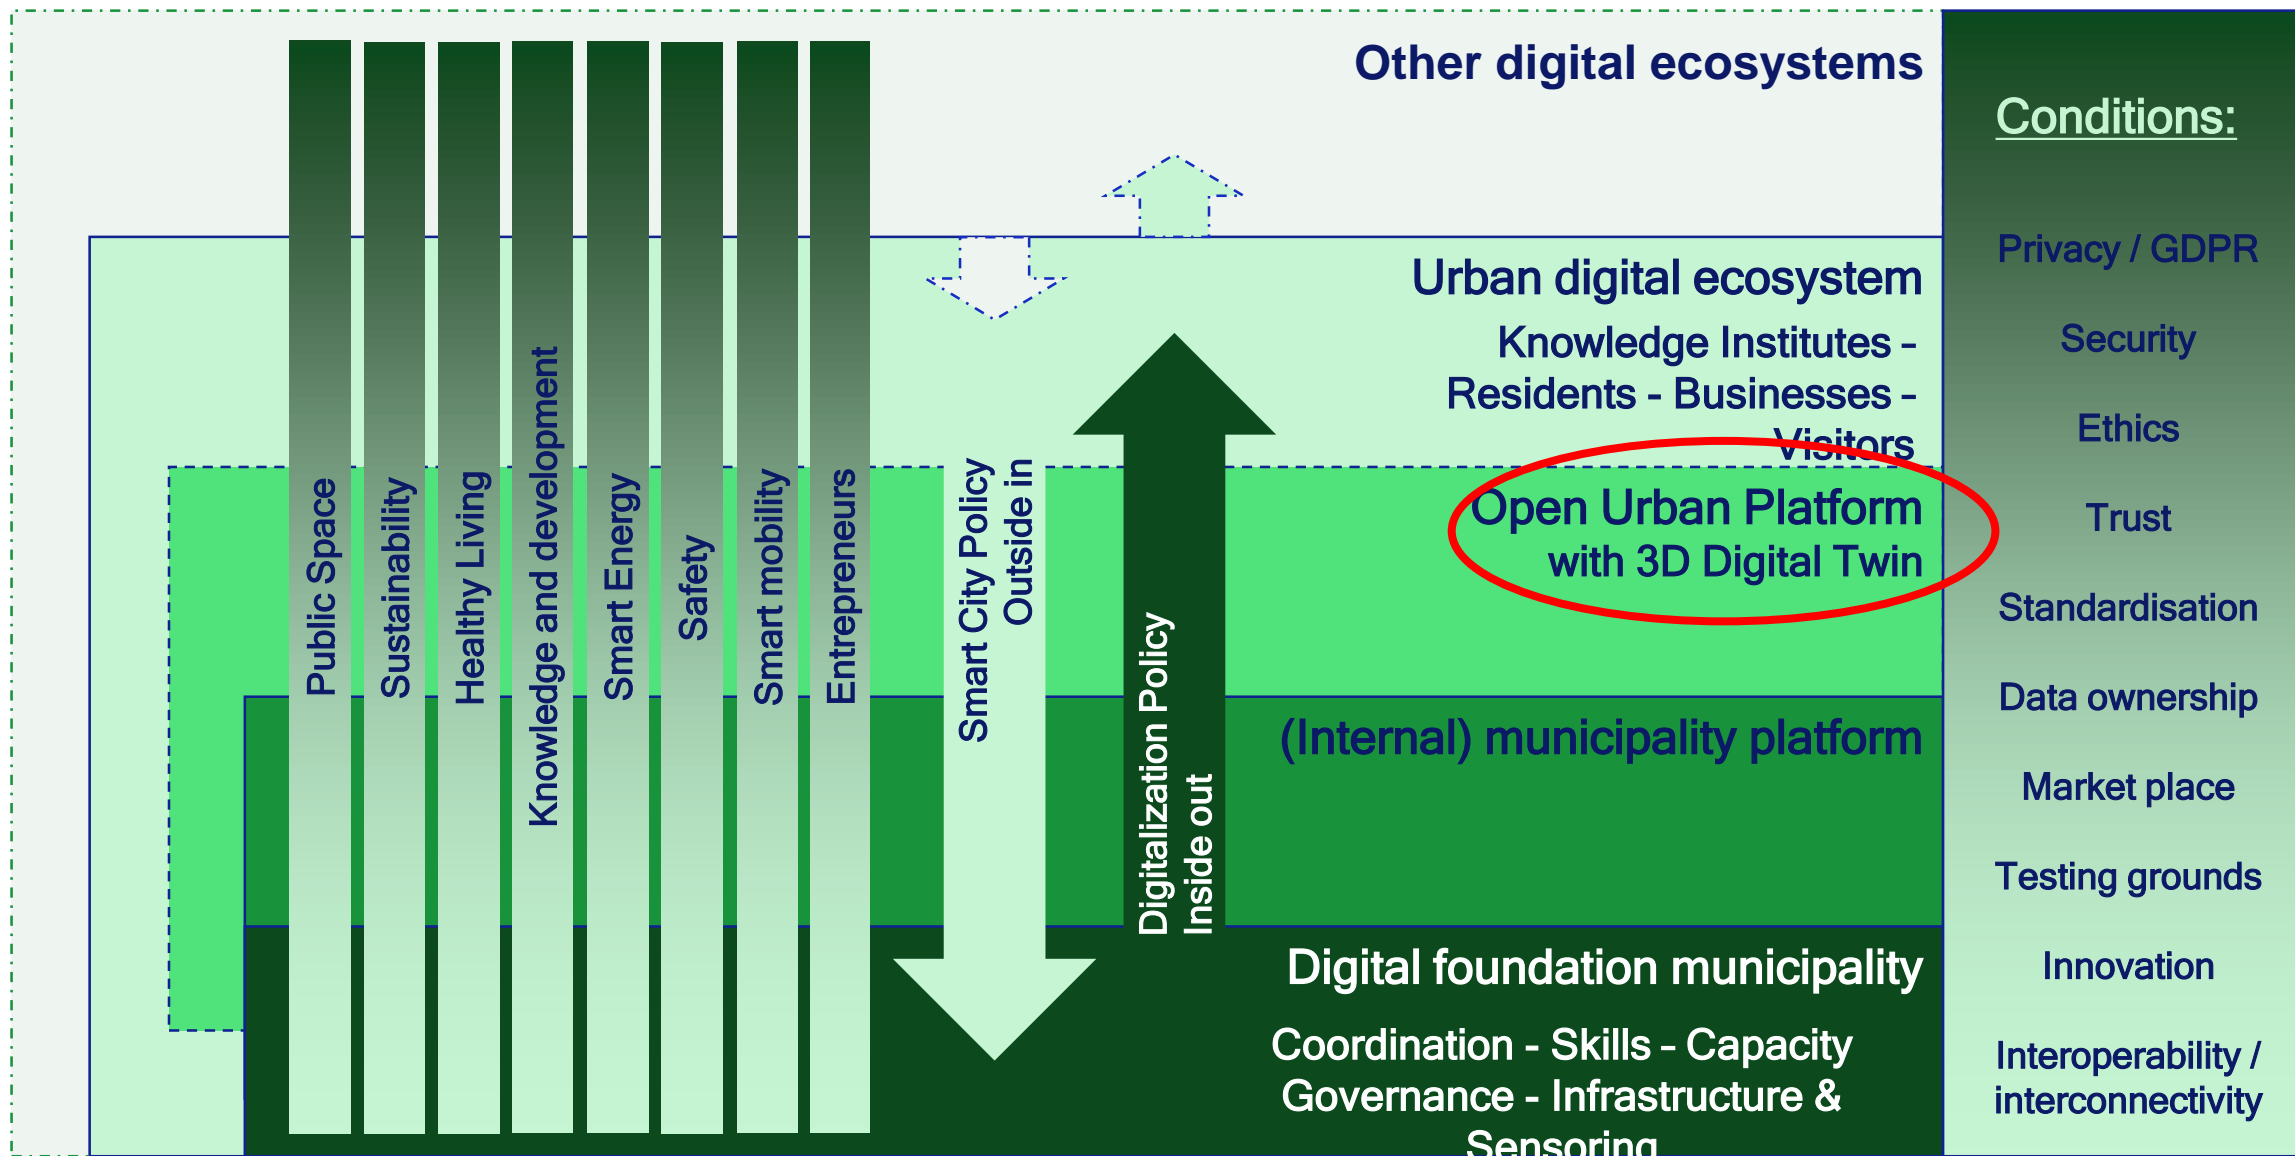 Other digital ecosystems
Urban digital ecosystem
Knowledge Institutes –
Residents - Businesses –
Visitors
Open Urban Platform
with 3D Digital Twin
(Internal) municipality platform
Digital foundation municipality
Coordination - Skills – Capacity
Governance - Infrastructure &
Sensoring
Public Space
Sustainability
Healthy Living
Knowledge and development
Smart Energy
Safety
Smart mobility
Entrepreneurs
Smart City Policy
Outside in
Digitalization Policy
Inside out
Conditions:
Privacy / GDPR
Security
Ethics
Trust
Standardisation
Data ownership
Market place
Testing grounds
Innovation
Interoperability /
interconnectivity